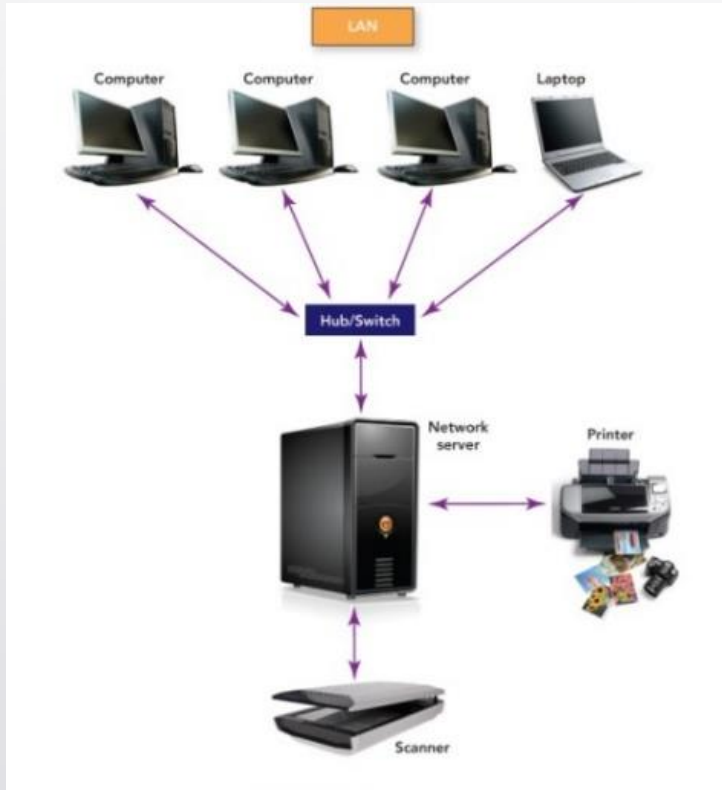 LAN
Computer
Computer
Computer
Laptop
Hub/Switch
Network
server
Printer
Scanner